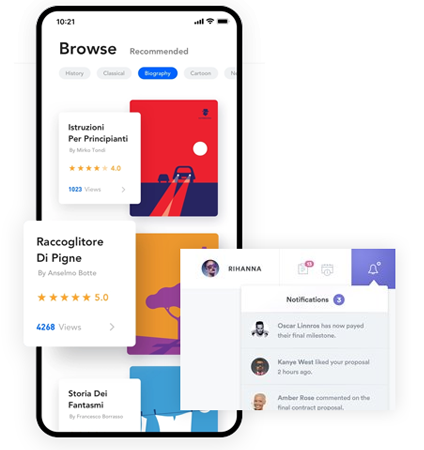 10:21
Browse
Recommended
History
Classical
Biography
Cartoon
Istruzioni
Per Principianti
By Mirko Tondi
4.0
1023 Views
Raccoglitore
Di Pigne
By Anselmo Botte
5.0
4268 Views
Storia Dei
Fantasmi
By Francesco Borrasso
RIHANNA
Notifications 3
Oscar Linnros has now payed
their final milestone.
Kanye West liked your proposal
2 hours ago.
Amber Rose commented on the
final contract proposal.